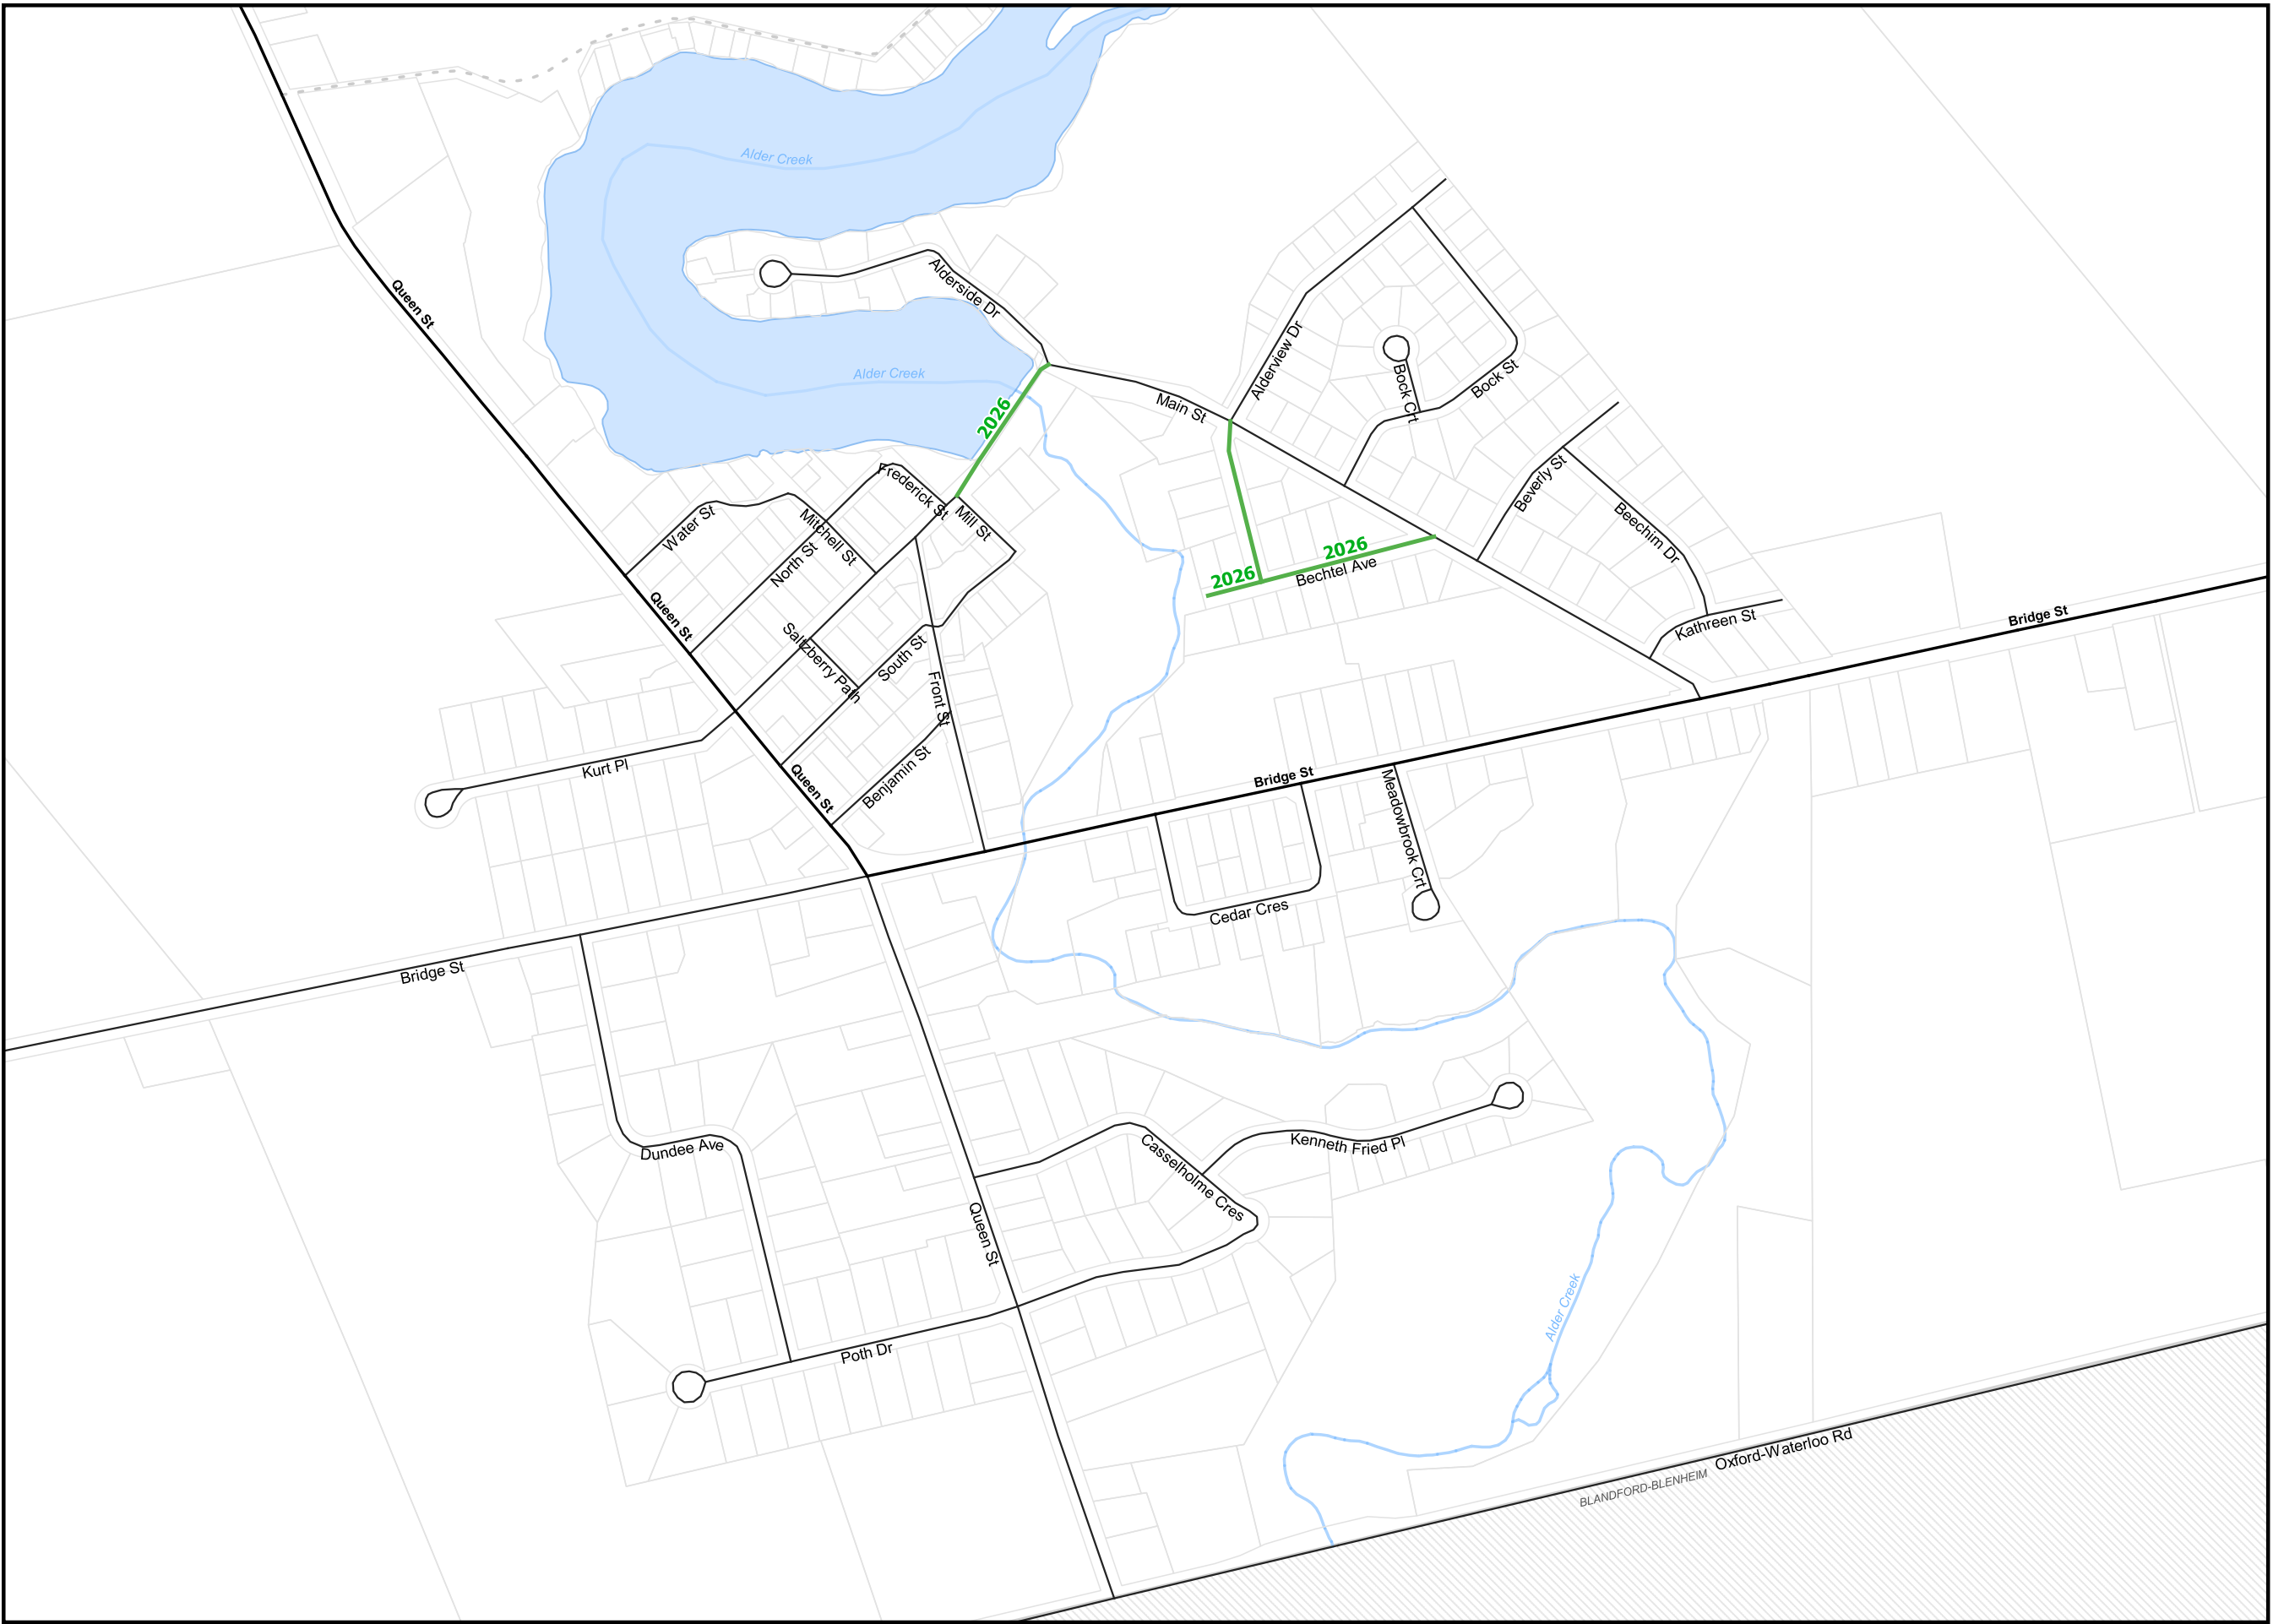 Alder Creek
Queen St
Alderside Dr
Alderview Dr
Alder Creek
Bock Crt
Bock St
Main St
2026
Frederick St
Mill St
Water St
Mitchell St
North St
Beverly St
Beechim Dr
2026
2026
Bechtel Ave
Queen St
Saltzberry Path
South St
Front St
Kathreen St
Bridge St
Kurt Pl
Queen St
Benjamin St
Bridge St
Meadowbrook Crt
Cedar Cres
Bridge St
Dundee Ave
Casselholme Cres
Kenneth Fried Pl
Queen St
Alder Creek
Poth Dr
Oxford-Waterloo Rd
BLANDFORD-BLENHEIM